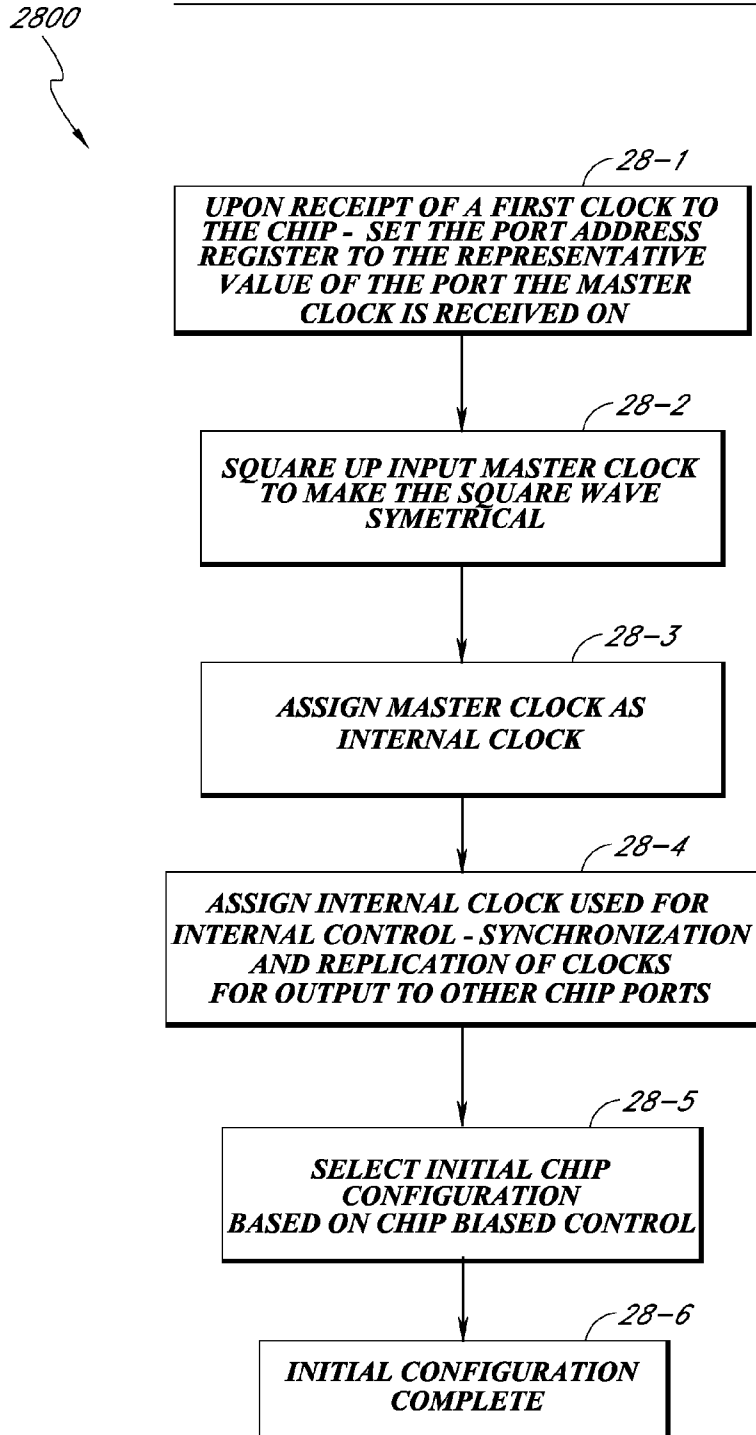 2800
28-1
UPON RECEIPT OF A FIRST CLOCK TO
THE CHIP - SET THE PORT ADDRESS
REGISTER TO THE REPRESENTATIVE
VALUE OF THE PORT THE MASTER
CLOCK IS RECEIVED ON
28-2
SQUARE UP INPUT MASTER CLOCK
TO MAKE THE SQUARE WAVE
SYMETRICAL
28-3
ASSIGN MASTER CLOCK AS
INTERNAL CLOCK
28-4
ASSIGN INTERNAL CLOCK USED FOR
INTERNAL CONTROL - SYNCHRONIZATION
AND REPLICATION OF CLOCKS
FOR OUTPUT TO OTHER CHIP PORTS
28-5
SELECT INITIAL CHIP
CONFIGURATION
BASED ON CHIP BIASED CONTROL
28-6
INITIAL CONFIGURATION
COMPLETE